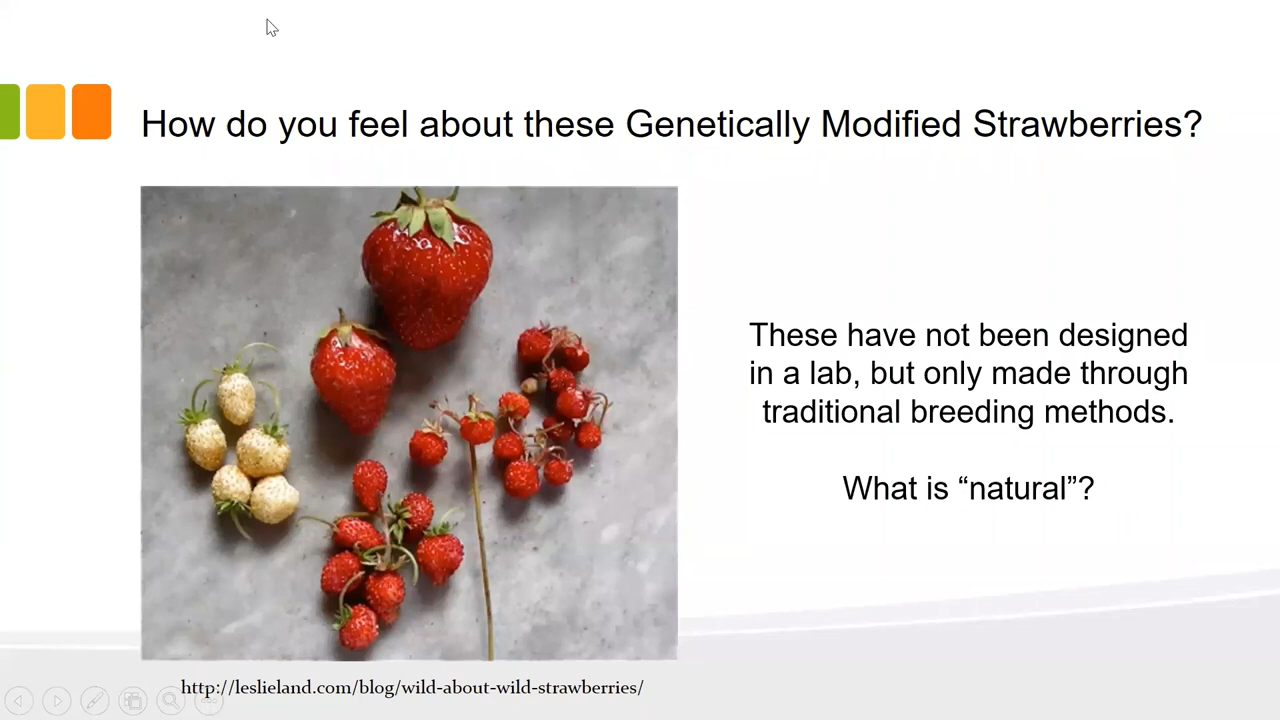 How do you feel about these Genetically Modified Strawberries?
These have not been designed
in a lab, but only made through
traditional breeding methods.
What is “natural”?
http://leslieland.com/blog/wild-about-wild-strawberries/